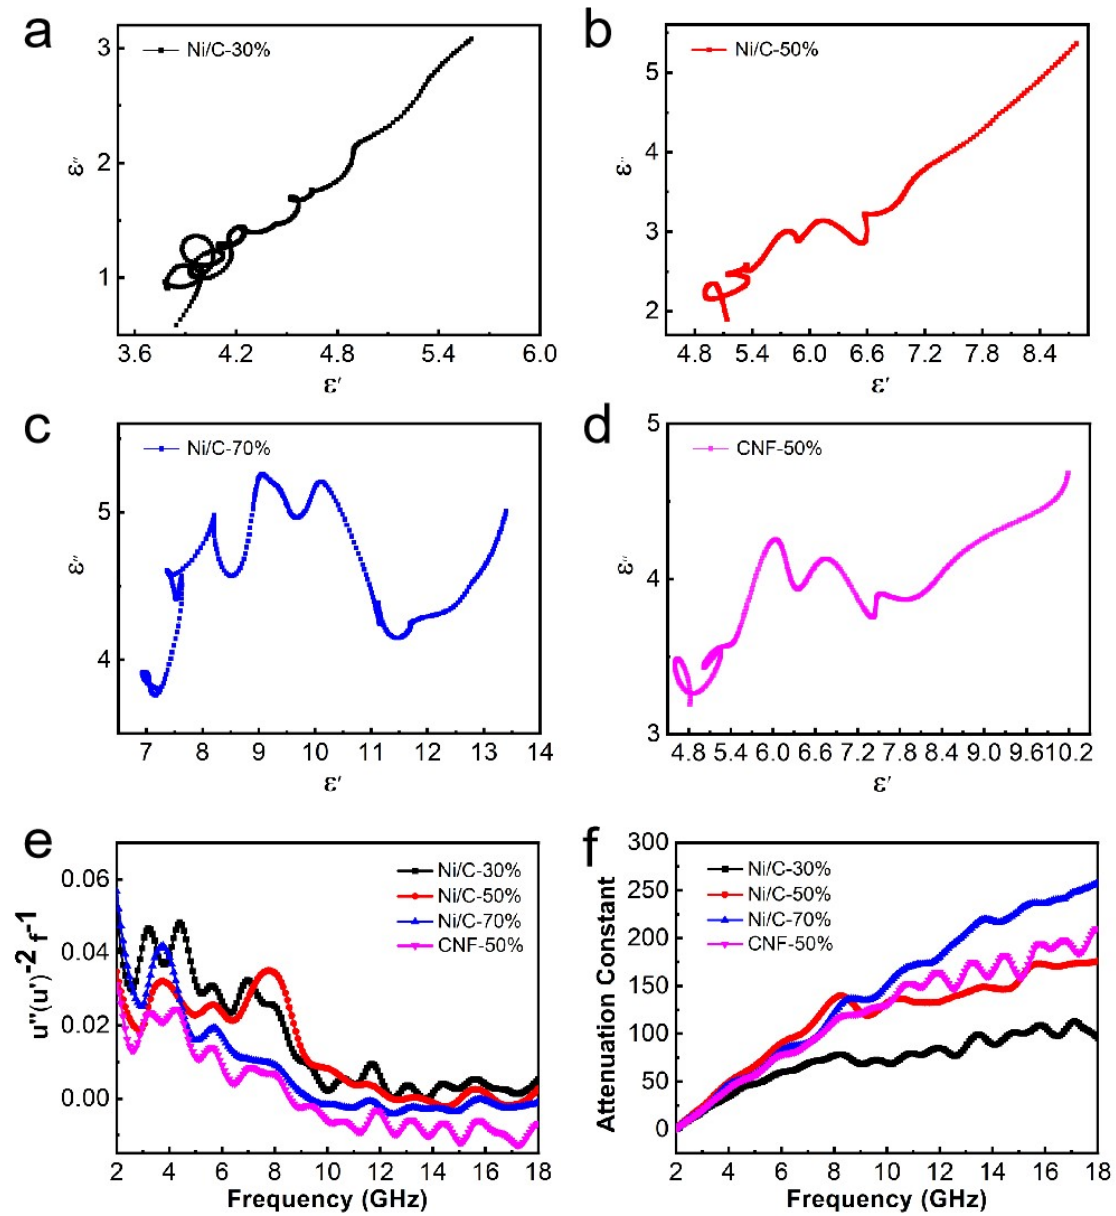 a
b
Ni/C-30%
Ni/C-50%
3
2
1
ε″
3.6 4.2 4.8 5.4 6.0
ε′
5
4
3
2
ε″
4.8 5.4 6.0 6.6 7.2 7.8 8.4
ε′
c
d
Ni/C-70%
CNF-50%
5
4
ε″
7 8 9 10 11 12 13 14
ε′
5
4
3
ε″
4.8 5.4 6.0 6.6 7.2 7.8 8.4 9.0 9.6 10.2
ε′
e
f
Ni/C-30%
Ni/C-50%
Ni/C-70%
CNF-50%
0.06
0.04
0.02
0.00
u"(u')⁻² f⁻¹
2 4 6 8 10 12 14 16 18
Frequency (GHz)
Ni/C-30%
Ni/C-50%
Ni/C-70%
CNF-50%
300
250
200
150
100
50
0
Attenuation Constant
2 4 6 8 10 12 14 16 18
Frequency (GHz)